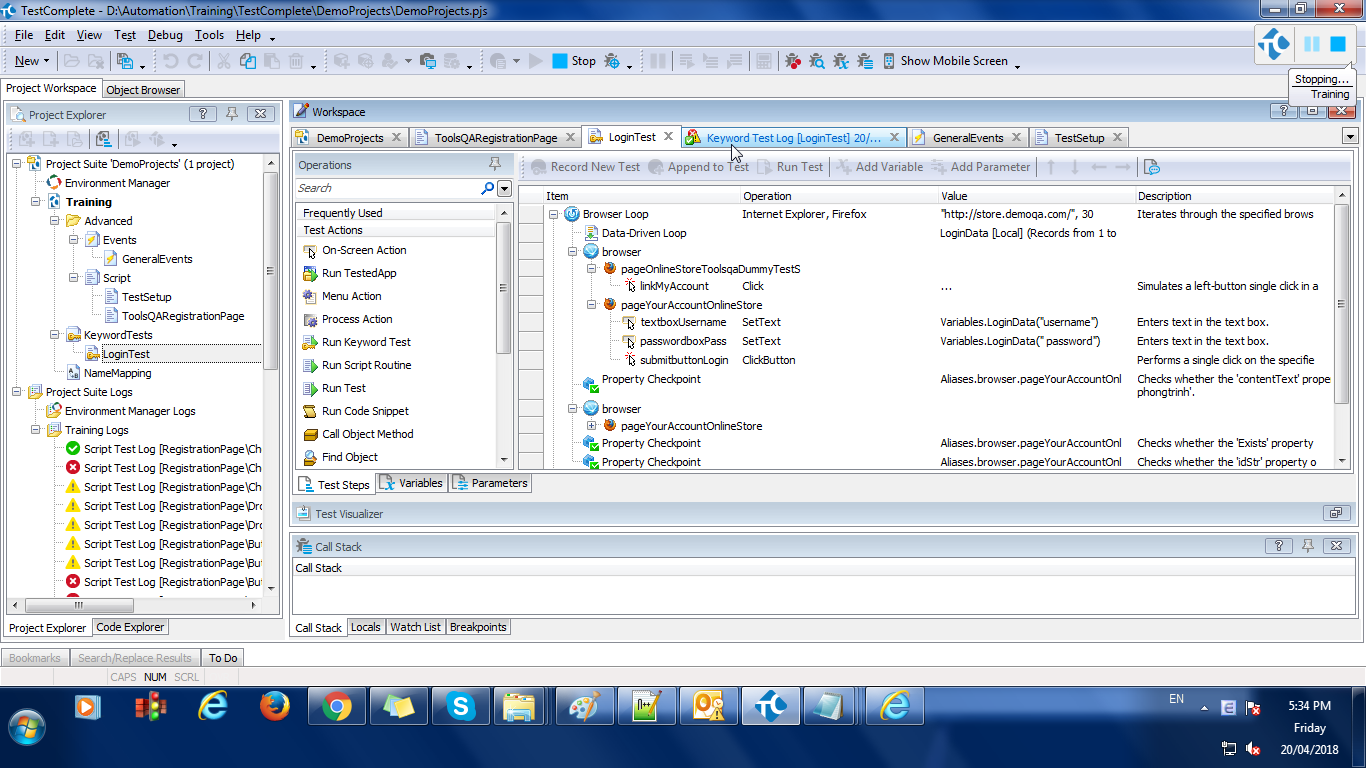 TestComplete - D:\Automation\Training\TestComplete\DemoProjects\DemoProjects.pjs
File Edit View Test Debug Tools Help
New Stop Show Mobile Screen
Stopping...
Training
Project Workspace Object Browser
Project Explorer
Workspace
DemoProjects ToolsQARegistrationPage LoginTest Keyword Test Log [LoginTest] 20/... GeneralEvents TestSetup
Project Suite 'DemoProjects' (1 project)
Environment Manager
Training
Advanced
Events
GeneralEvents
Script
TestSetup
ToolsQARegistrationPage
KeywordTests
LoginTest
NameMapping
Project Suite Logs
Environment Manager Logs
Training Logs
Script Test Log [RegistrationPage\Ch
Script Test Log [RegistrationPage\Ch
Script Test Log [RegistrationPage\Ch
Script Test Log [RegistrationPage\Dro
Script Test Log [RegistrationPage\Dro
Script Test Log [RegistrationPage\But
Script Test Log [RegistrationPage\But
Script Test Log [RegistrationPage\But
Project Explorer Code Explorer
Operations
Search
Frequently Used
Test Actions
On-Screen Action
Run TestedApp
Menu Action
Process Action
Run Keyword Test
Run Script Routine
Run Test
Run Code Snippet
Call Object Method
Find Object
Record New Test Append to Test Run Test Add Variable Add Parameter
Item Operation Value Description
Browser Loop Internet Explorer, Firefox "http://store.demoqa.com/", 30 Iterates through the specified brows
Data-Driven Loop LoginData [Local] (Records from 1 to
browser
pageOnlineStoreToolsqaDummyTestS
linkMyAccount Click ... Simulates a left-button single click in a
pageYourAccountOnlineStore
textboxUsername SetText Variables.LoginData("username") Enters text in the text box.
passwordboxPass SetText Variables.LoginData(" password") Enters text in the text box.
submitbuttonLogin ClickButton Performs a single click on the specifie
Property Checkpoint Aliases.browser.pageYourAccountOnl Checks whether the 'contentText' prope
phongtrinh'.
browser
pageYourAccountOnlineStore
Property Checkpoint Aliases.browser.pageYourAccountOnl Checks whether the 'Exists' property
Property Checkpoint Aliases.browser.pageYourAccountOnl Checks whether the 'idStr' property o
Test Steps Variables Parameters
Test Visualizer
Call Stack
Call Stack
Call Stack Locals Watch List Breakpoints
Bookmarks Search/Replace Results To Do
CAPS NUM SCRL
EN
5:34 PM
Friday
20/04/2018